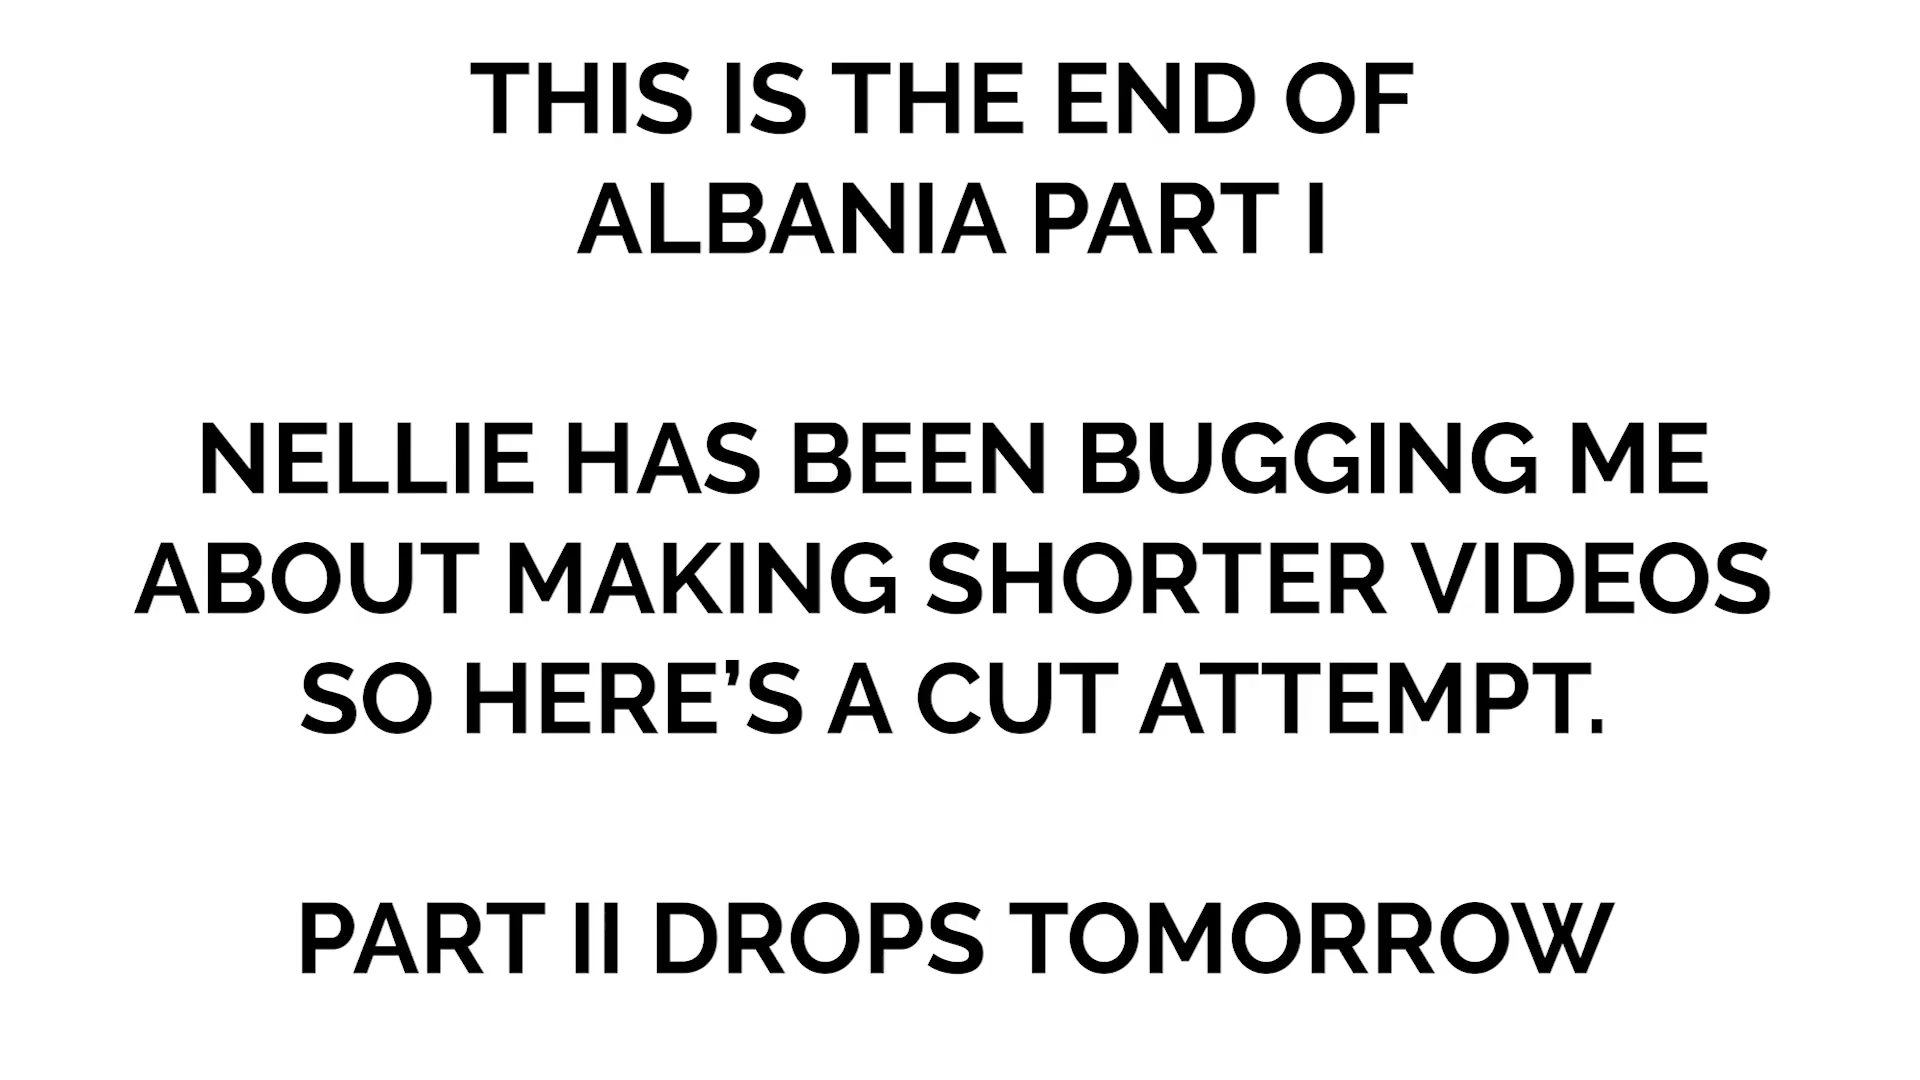 THIS IS THE END OF
ALBANIA PART I
NELLIE HAS BEEN BUGGING ME
ABOUT MAKING SHORTER VIDEOS
SO HERE’S A CUT ATTEMPT.
PART II DROPS TOMORROW